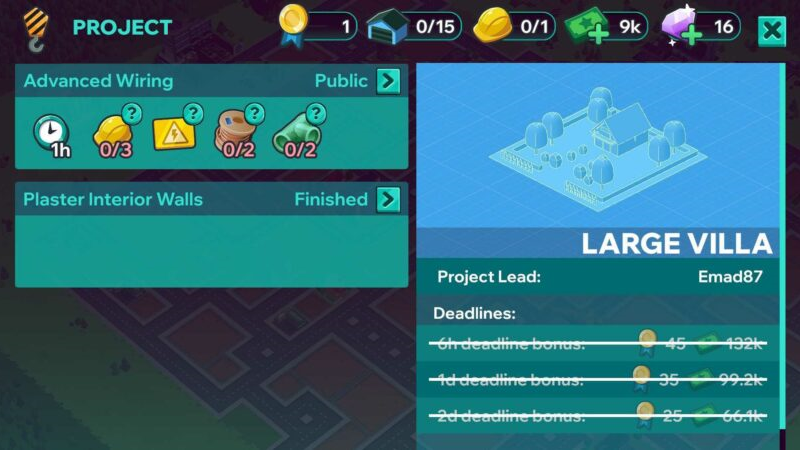 PROJECT
1
0/15
0/1
9k
16
Advanced Wiring Public
1h
?
0/3
?
?
0/2
?
0/2
Plaster Interior Walls Finished
LARGE VILLA
Project Lead: Emad87
Deadlines:
6h deadline bonus: 45 132k
1d deadline bonus: 35 99.2k
2d deadline bonus: 25 66.1k